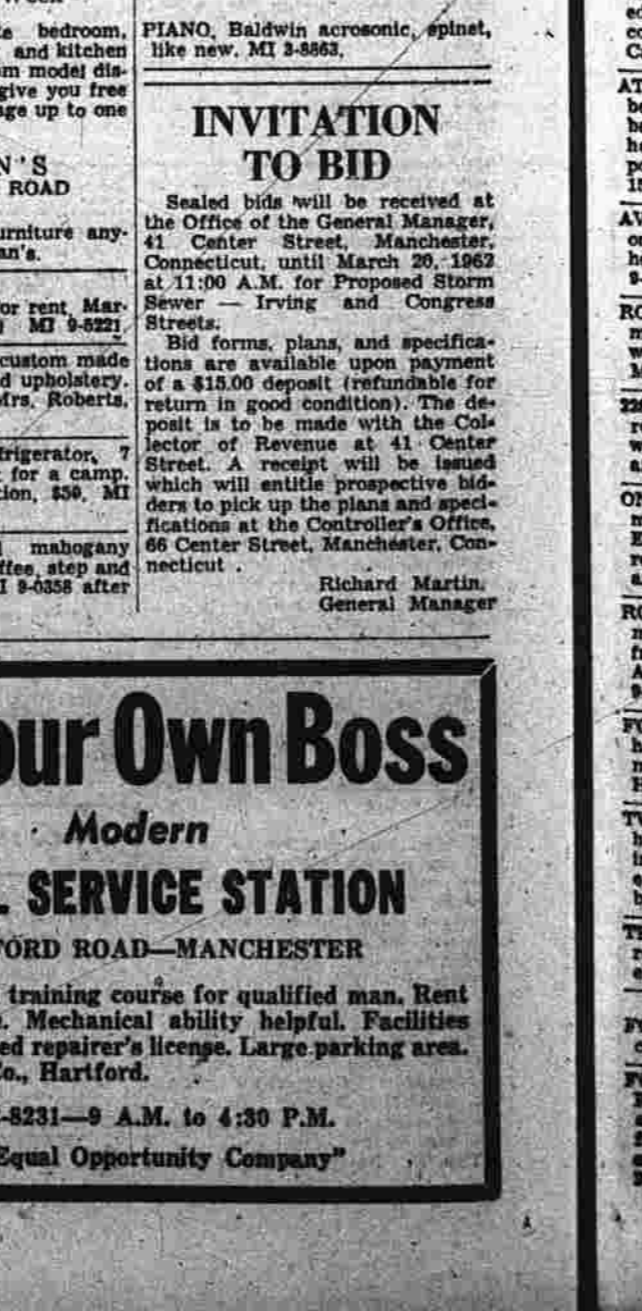 bedroom,
and kitchen
model dis-
give you free
up to one
N'S
ROAD
any-
an's.
for rent, Mar-
MI 9-5221
custom made
upholstery.
Mrs. Roberts,
7
for a camp.
$50, MI
mahogany
step and
9-0358 after
PIANO, Baldwin acrosonic, spinet,
like new. MI 3-8863.
INVITATION
TO BID
Sealed bids will be received at
the Office of the General Manager,
41 Center Street, Manchester,
Connecticut, until March 20, 1962
at 11:00 A.M. for Proposed Storm
Sewer — Irving and Congress
Streets.
Bid forms, plans, and specifica-
tions are available upon payment
of a $15.00 deposit (refundable for
return in good condition). The de-
posit is to be made with the Col-
lector of Revenue at 41 Center
Street. A receipt will be issued
which will entitle prospective bid-
ders to pick up the plans and speci-
fications at the Controller's Office,
66 Center Street, Manchester, Con-
necticut .
Richard Martin,
General Manager
our Own Boss
Modern
. SERVICE STATION
FORD ROAD—MANCHESTER
training course for qualified man. Rent
Mechanical ability helpful. Facilities
ed repairer's license. Large parking area.
Co., Hartford.
-8231—9 A.M. to 4:30 P.M.
Equal Opportunity Company"